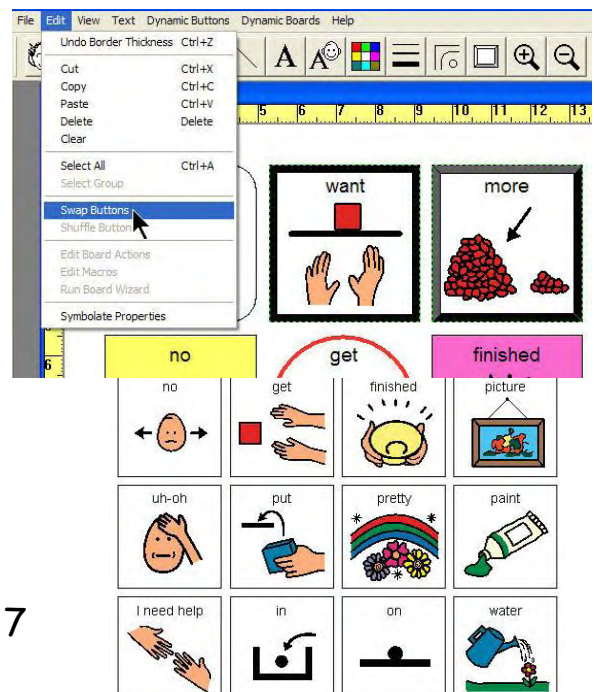 File Edit View Text Dynamic Buttons Dynamic Boards Help
A A
Undo Border Thickness Ctrl+Z
Cut Ctrl+X
Copy Ctrl+C
Paste Ctrl+V
Delete Delete
Clear
Select All Ctrl+A
Select Group
Swap Buttons
Shuffle Button
Edit Board Actions
Edit Macros
Run Board Wizard
Symbolate Properties
5 6 7 8 9 10 11 12 13
want more
6
no get finished
no get finished picture
uh-oh put pretty paint
7
I need help in on water